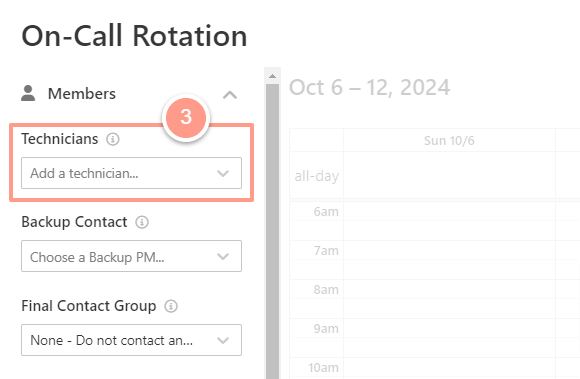 On-Call Rotation
Members
3
Technicians
Add a technician...
Backup Contact
Choose a Backup PM...
Final Contact Group
None - Do not contact an...
Oct 6 – 12, 2024
Sun 10/6
all-day
6am
7am
8am
9am
10am